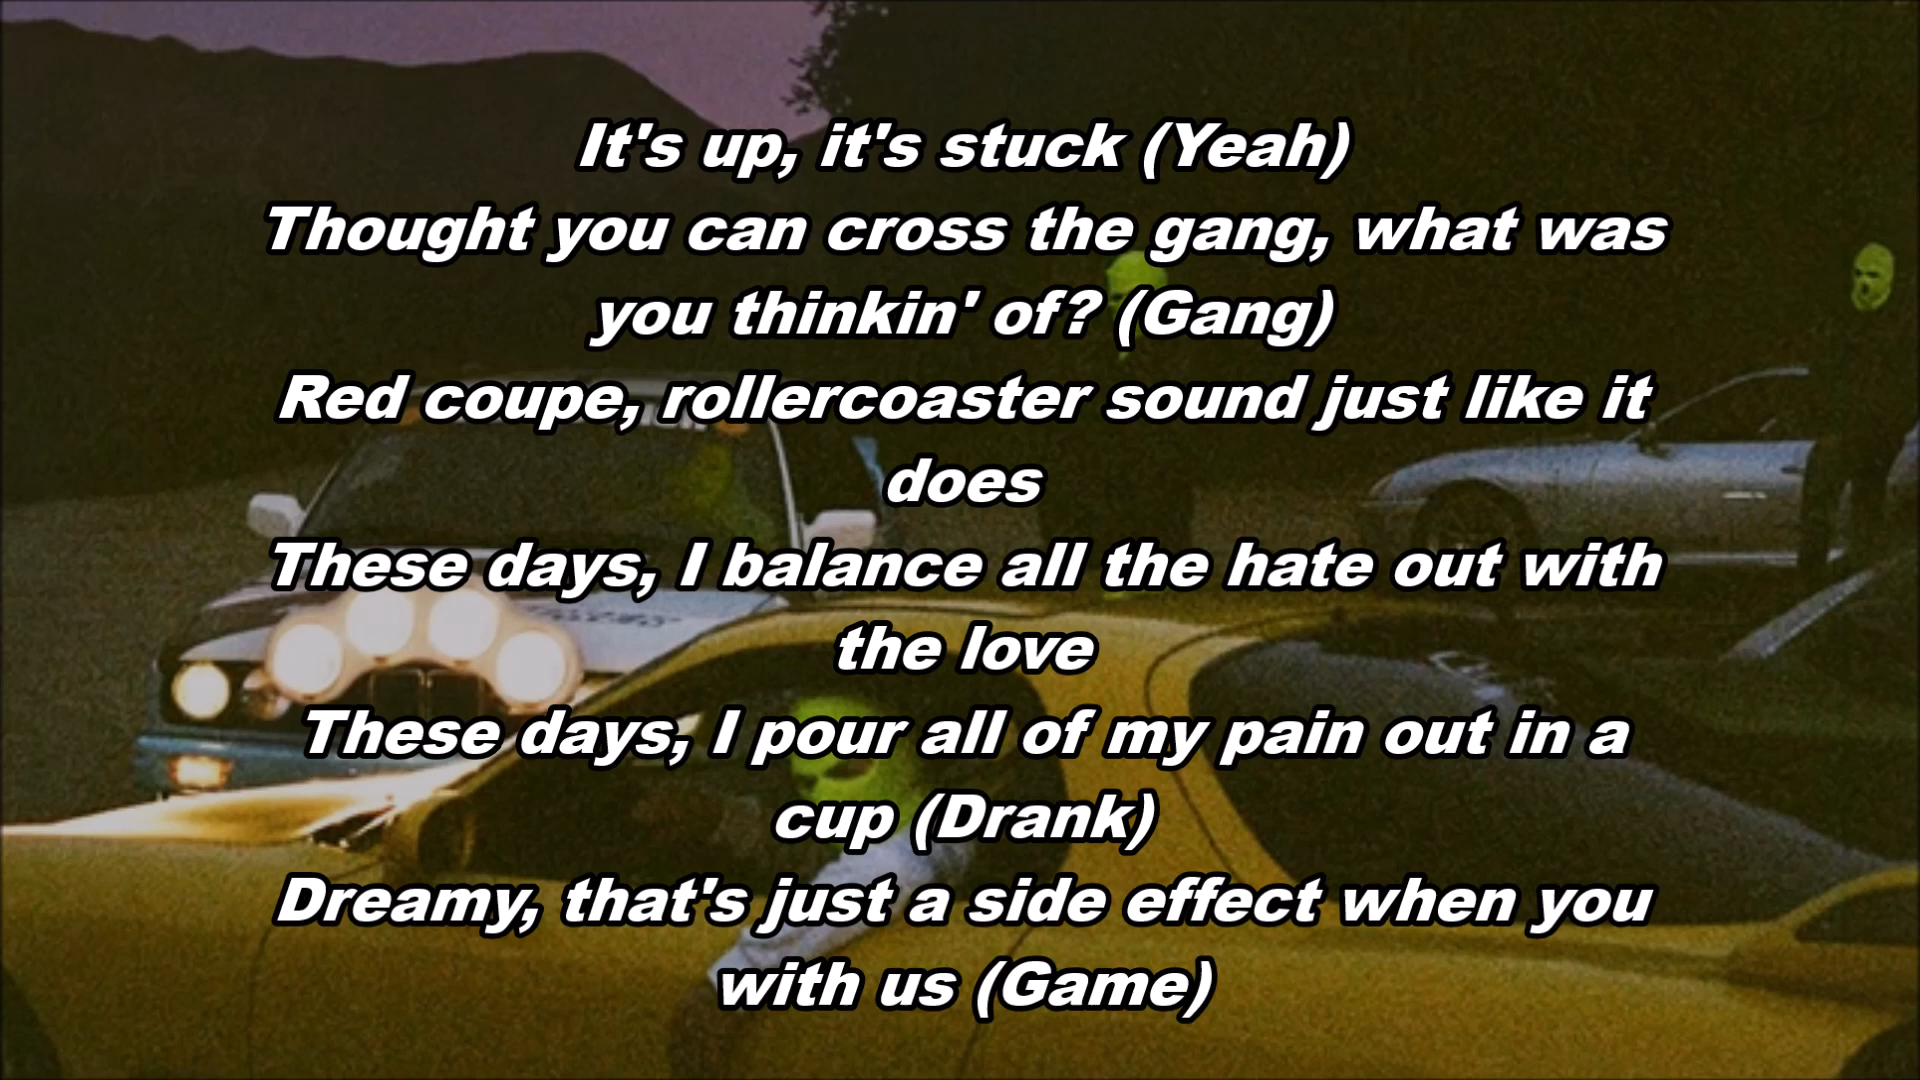 It's up, it's stuck (Yeah)
Thought you can cross the gang, what was
you thinkin' of? (Gang)
Red coupe, rollercoaster sound just like it
does
These days, I balance all the hate out with
the love
These days, I pour all of my pain out in a
cup (Drank)
Dreamy, that's just a side effect when you
with us (Game)